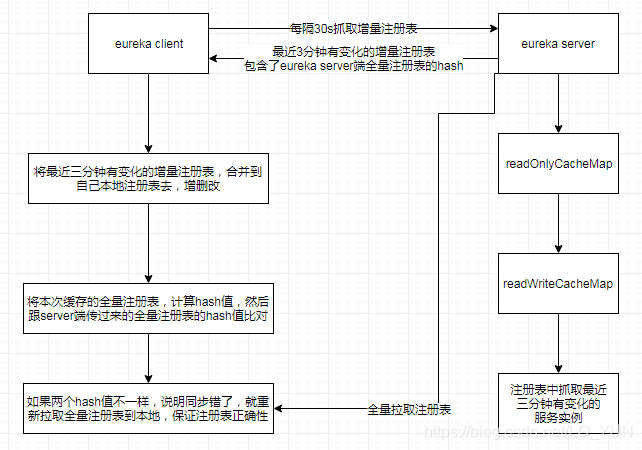 eureka client
每隔30s抓取增量注册表
eureka server
最近3分钟有变化的增量注册表
包含了eureka server端全量注册表的hash
将最近三分钟有变化的增量注册表，合并到
自己本地注册表去，增删改
readOnlyCacheMap
readWriteCacheMap
将本次缓存的全量注册表，计算hash值，然后
跟server端传过来的全量注册表的hash值比对
如果两个hash值不一样，说明同步错了，就重
新拉取全量注册表到本地，保证注册表正确性
全量拉取注册表
注册表中抓取最近
三分钟有变化的
服务实例